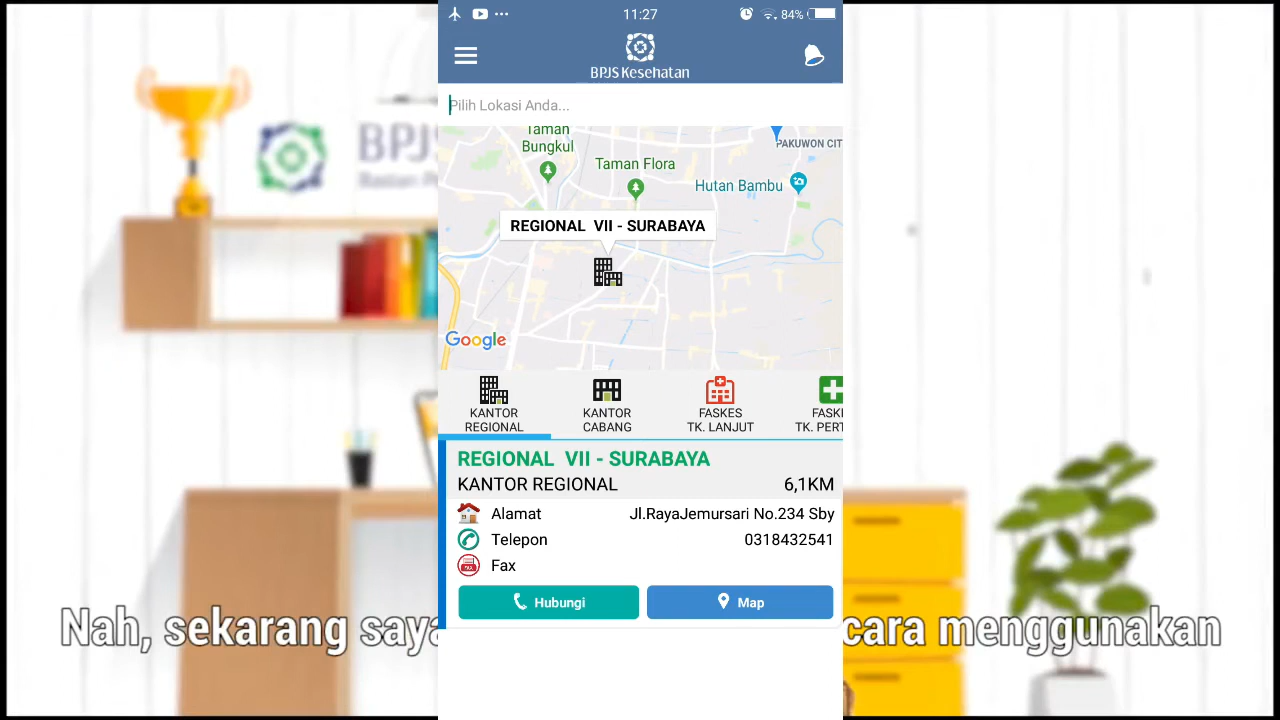 11:27
84%
BPJS Kesehatan
Pilih Lokasi Anda...
BPJS
Taman
Bungkul
PAKUWON CIT
Taman Flora
Hutan Bambu
REGIONAL VII - SURABAYA
Google
KANTOR
REGIONAL
KANTOR
CABANG
FASKES
TK. LANJUT
FASKE
TK. PERT
REGIONAL VII - SURABAYA
KANTOR REGIONAL 6,1KM
Alamat Jl.RayaJemursari No.234 Sby
Telepon 0318432541
Fax
Hubungi Map
Nah, sekarang saya cara menggunakan